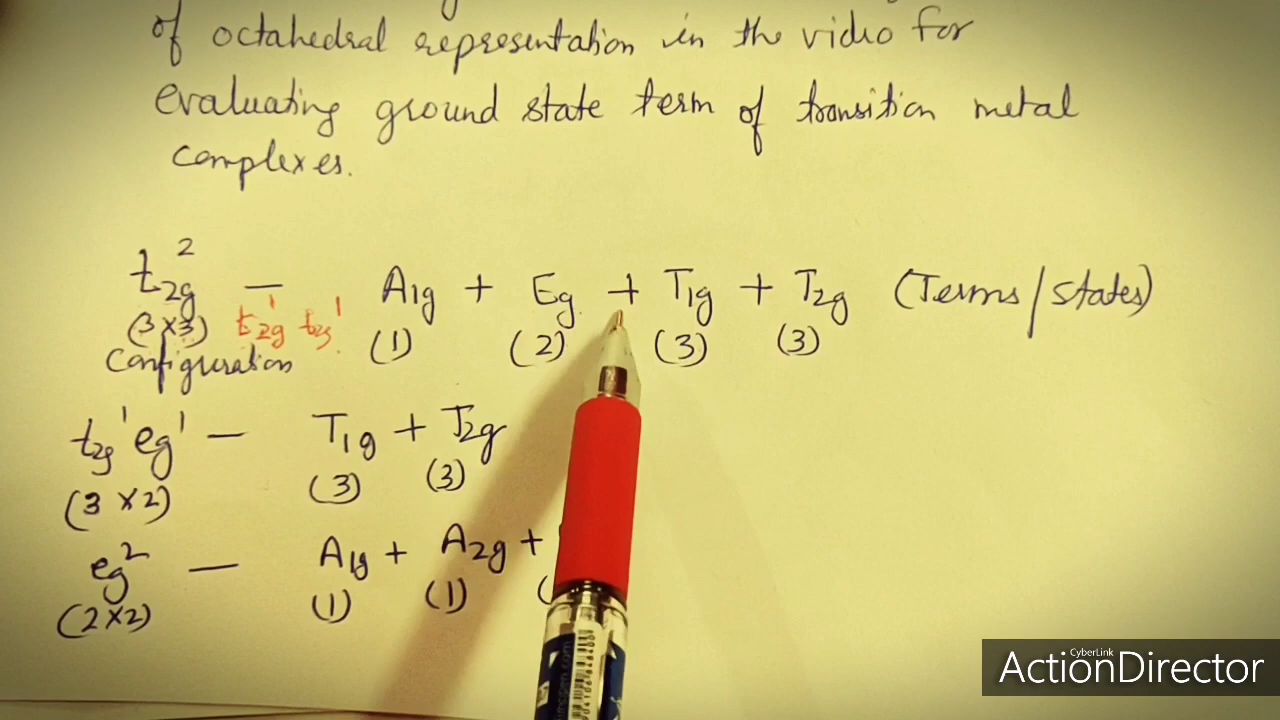 of octahedral representation in the video for
evaluating ground state term of transition metal
complexes.
t2g² — A1g + Eg + T1g + T2g (Terms/states)
(3×3) t2g¹ t2g¹ (1) (2) (3) (3)
Configuration
t2g¹ eg¹ — T1g + T2g
(3×2) (3) (3)
eg² — A1g + A2g +
(2×2) (1) (1) (
CyberLink
ActionDirector